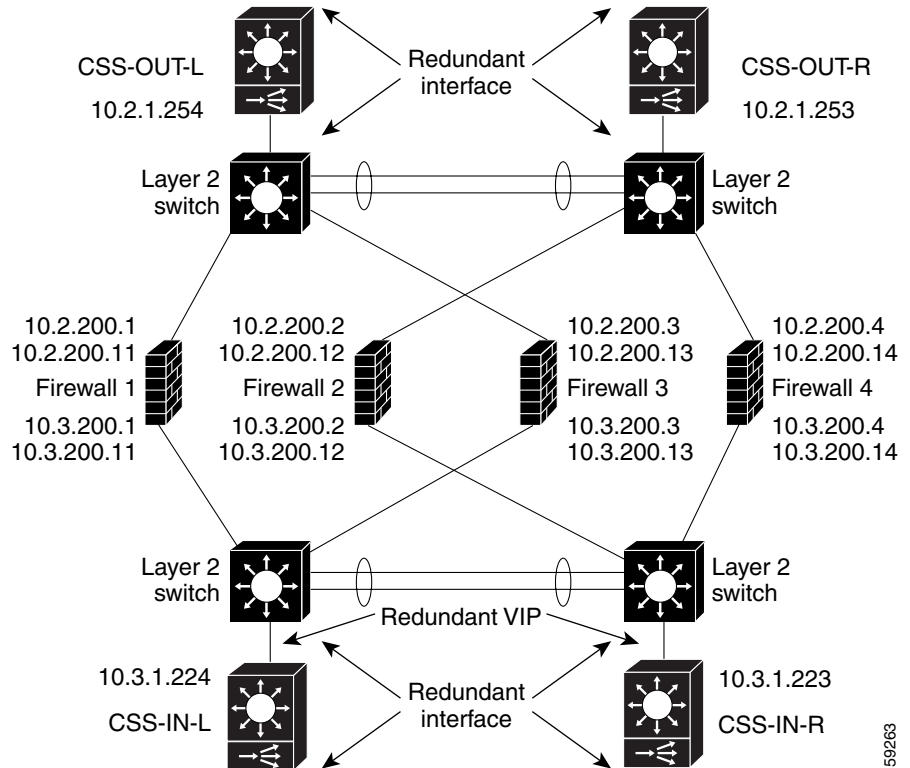 CSS-OUT-L
10.2.1.254
Redundant
interface
CSS-OUT-R
10.2.1.253
Layer 2
switch
Layer 2
switch
10.2.200.1
10.2.200.11
Firewall 1
10.3.200.1
10.3.200.11
10.2.200.2
10.2.200.12
Firewall 2
10.3.200.2
10.3.200.12
10.2.200.3
10.2.200.13
Firewall 3
10.3.200.3
10.3.200.13
10.2.200.4
10.2.200.14
Firewall 4
10.3.200.4
10.3.200.14
Layer 2
switch
Layer 2
switch
Redundant VIP
10.3.1.224
CSS-IN-L
Redundant
interface
10.3.1.223
CSS-IN-R
59263